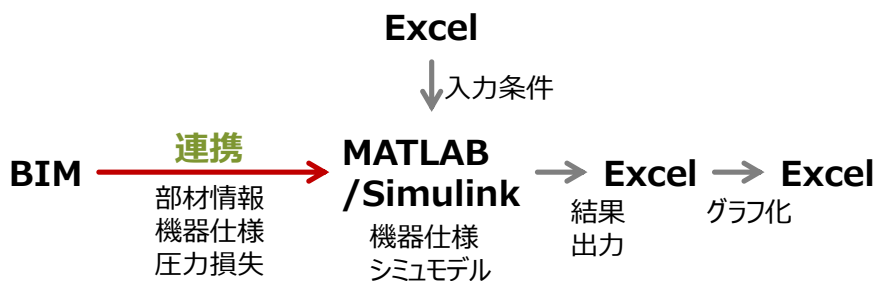 Excel
入力条件
連携
BIM
部材情報
機器仕様
圧力損失
MATLAB
/Simulink
機器仕様
シミュモデル
Excel
結果
出力
グラフ化
Excel